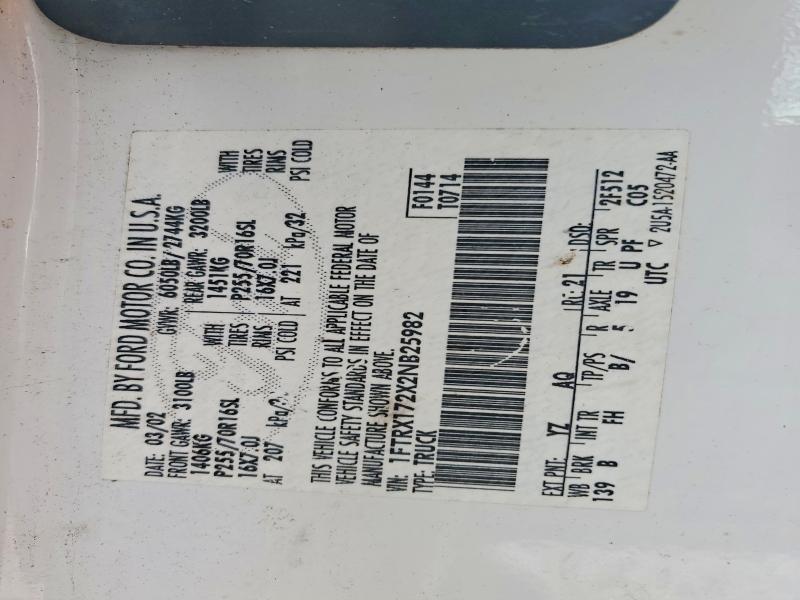 MFD. BY FORD MOTOR CO. IN U.S.A.
DATE: 03/02 GVWR: 6050LB/2744KG
FRONT GAWR: 3100LB REAR GAWR: 3200LB
1406KG WITH 1451KG WITH
P255/70R16SL TIRES P255/70R16SL TIRES
16X7.0J RIMS 16X7.0J RIMS
AT 207 kPa/ PSI COLD AT 221 kPa/32 PSI COLD
THIS VEHICLE CONFORMS TO ALL APPLICABLE FEDERAL MOTOR
VEHICLE SAFETY STANDARDS IN EFFECT ON THE DATE OF
MANUFACTURE SHOWN ABOVE.
VIN: 1FTRX172X2NB25982 F0144
TYPE: TRUCK T0714
EXT PNT: YZ AQ RC: 21 DSO:
WB BRK INT TR TP/PS R AXLE TR SPR 2F512
139 B FH B/ 5 19 U PF C05
UTC ▽ 2U5A-1520472-AA